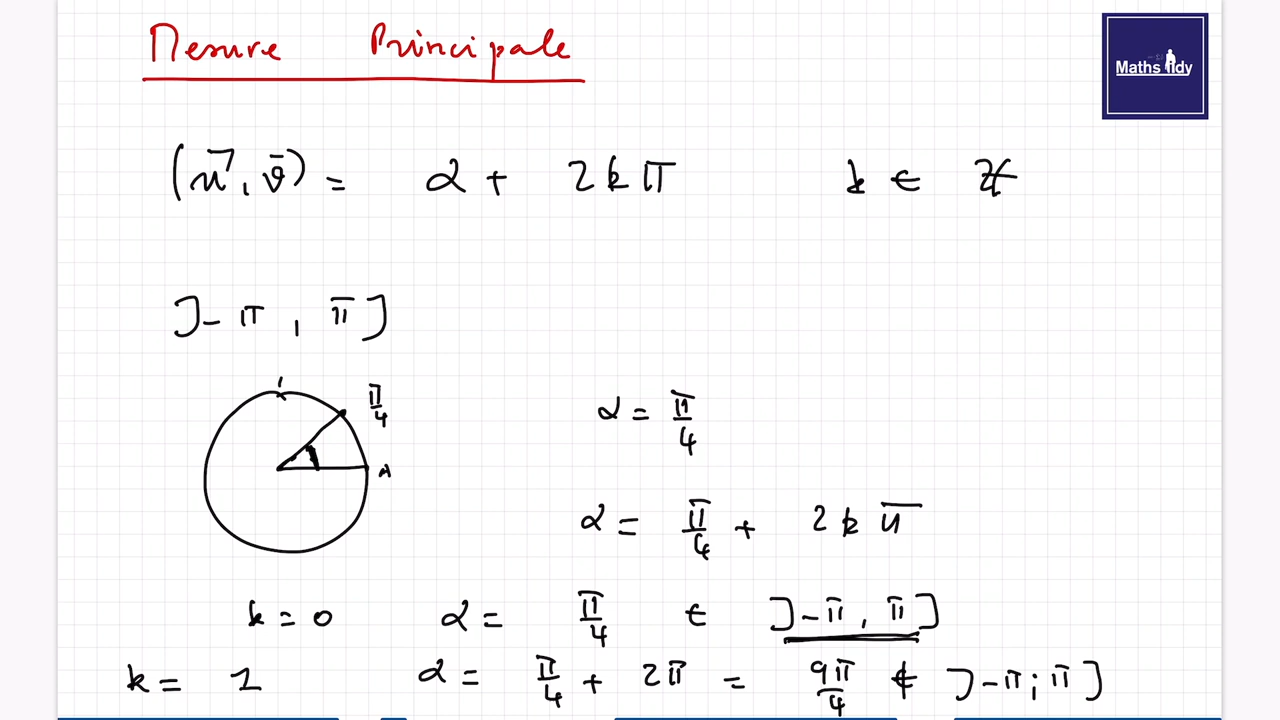 Mesure Principale
Maths Tidy
(u⃗, v⃗) = α + 2kπ k ∈ ℤ
]-π, π]
π/4
A
α = π/4
α = π/4 + 2kπ
k = 0 α = π/4 ∈ ]-π, π]
k = 1 α = π/4 + 2π = 9π/4 ∉ ]-π; π]